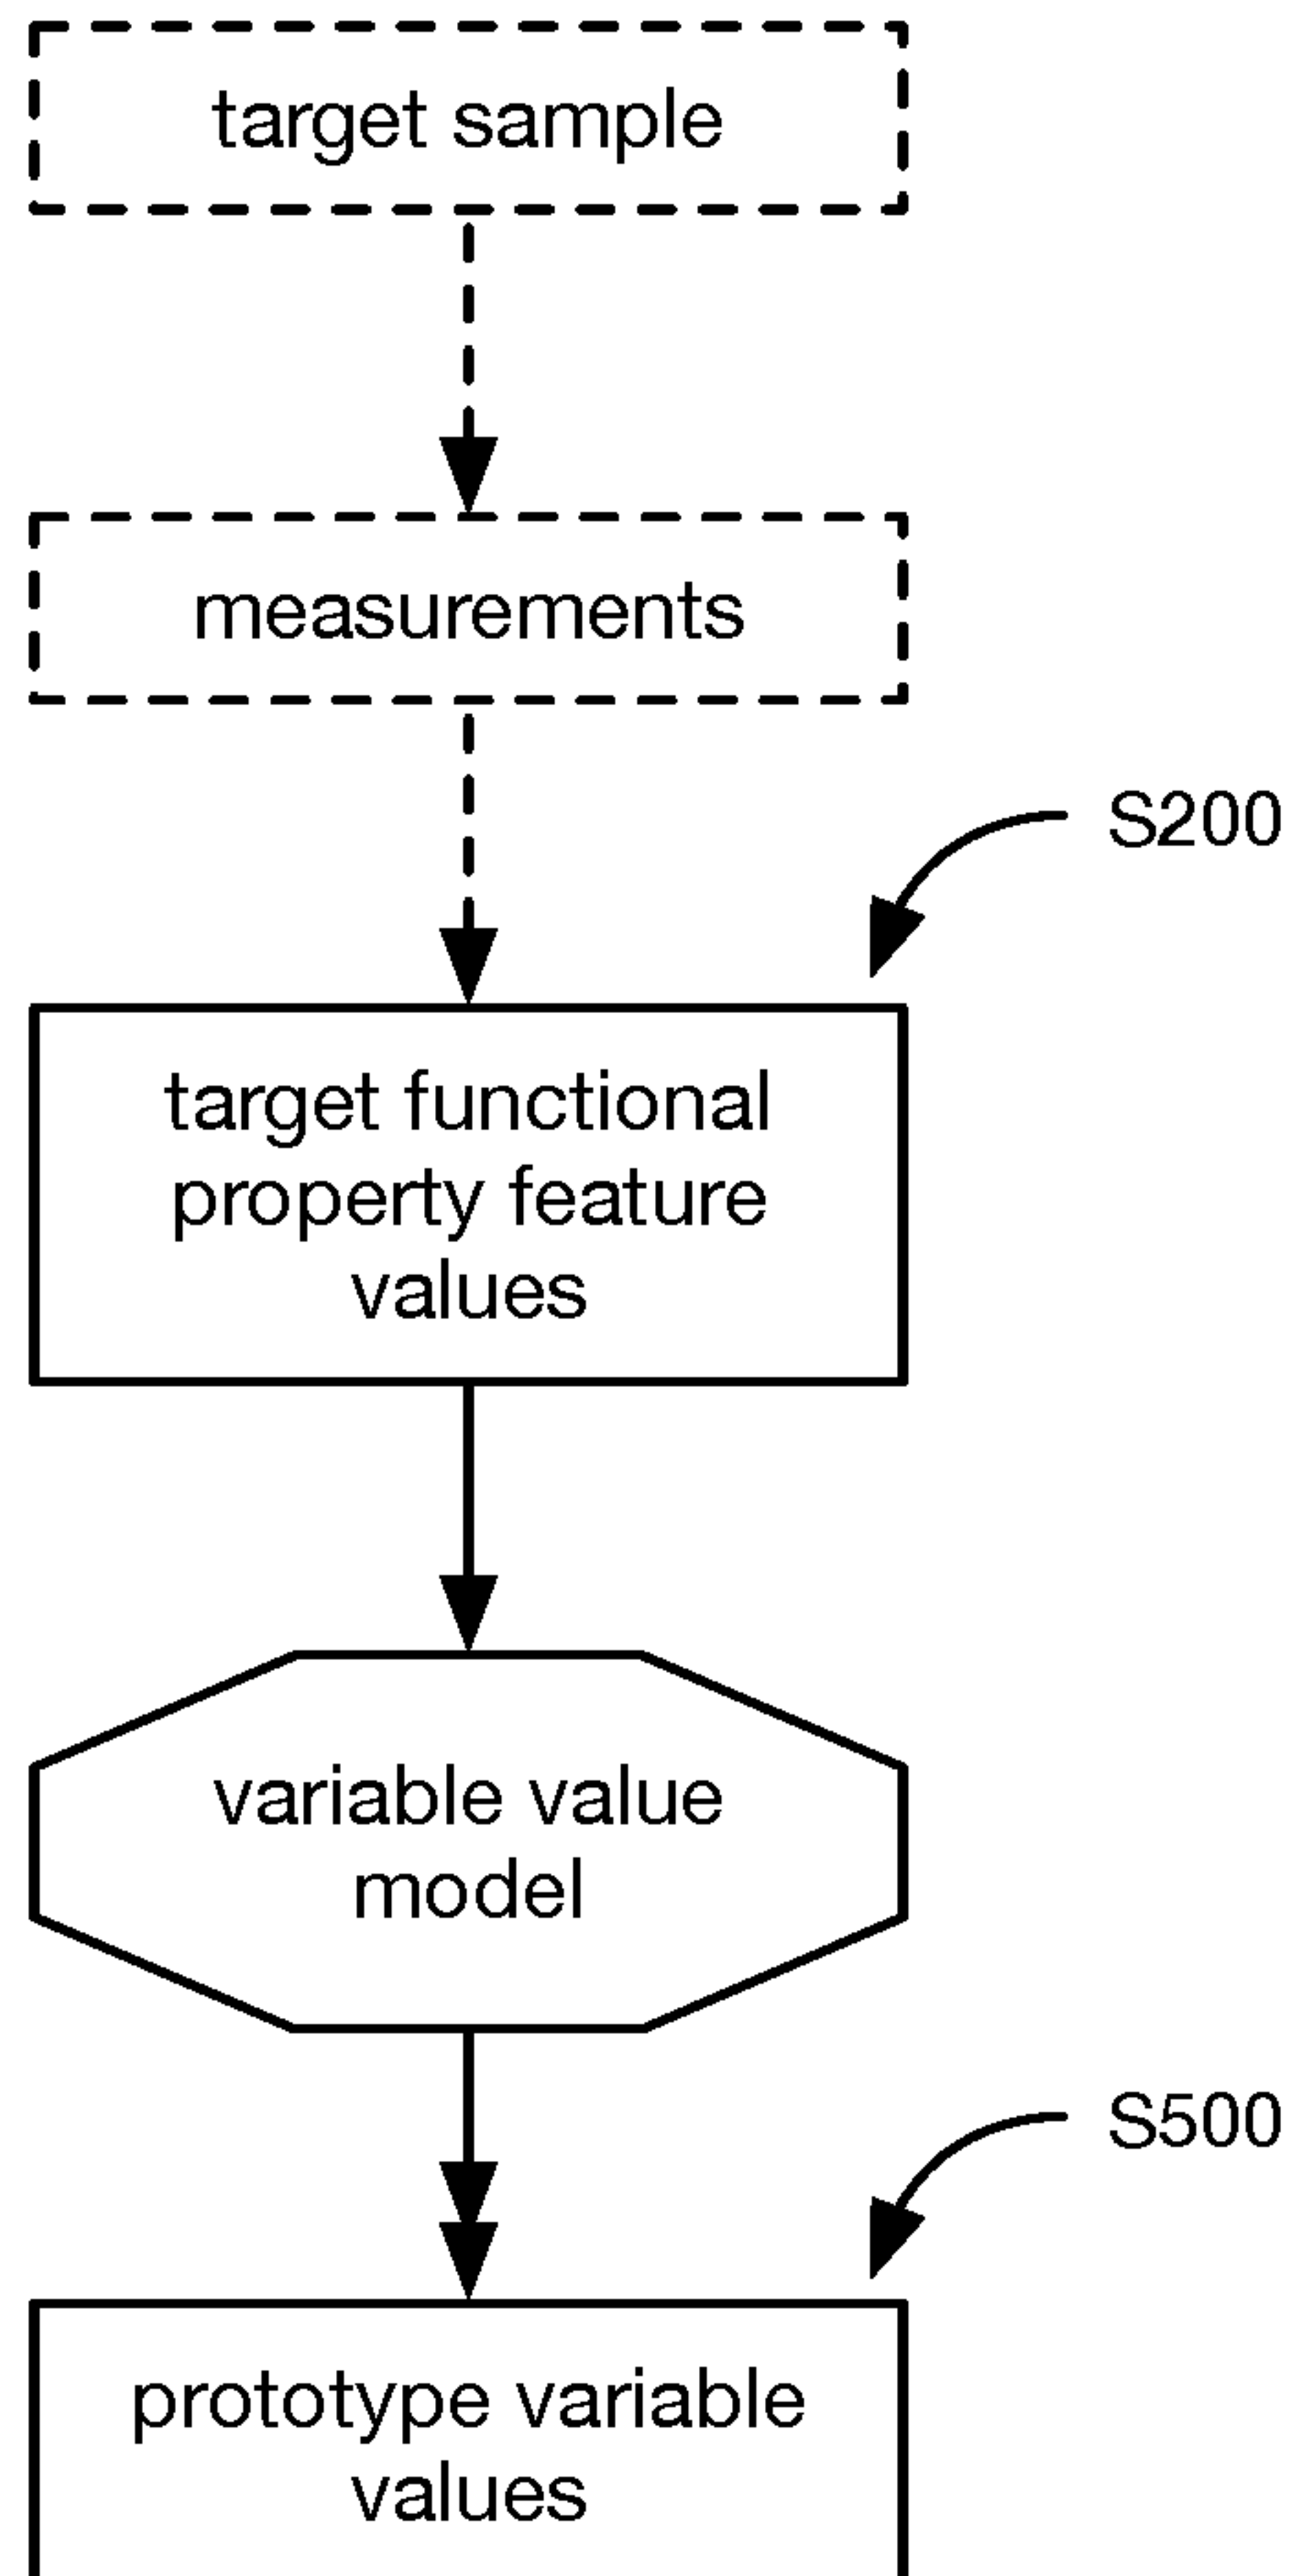 target sample
measurements
S200
target functional
property feature
values
variable value
model
S500
prototype variable
values